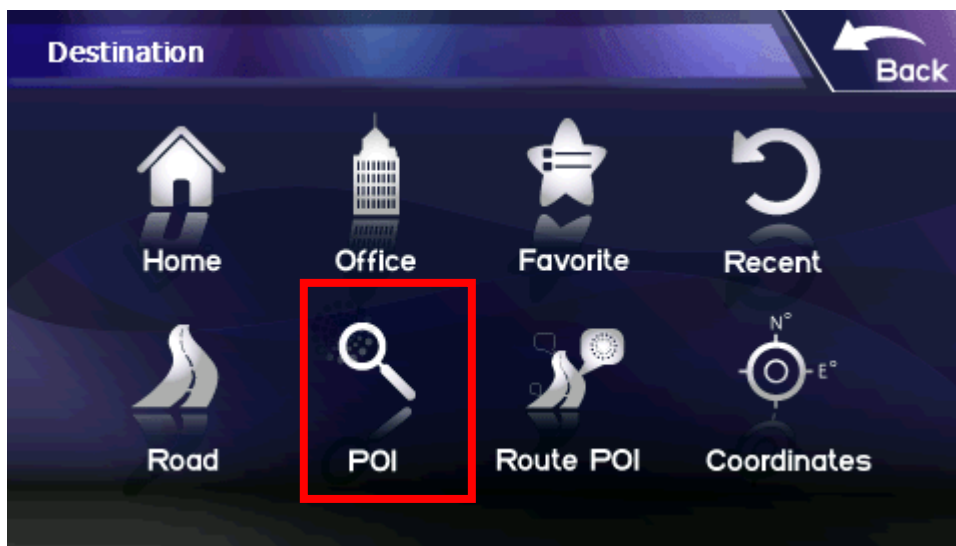 Destination
Back
Home
Office
Favorite
Recent
N°
E°
Road
POI
Route POI
Coordinates